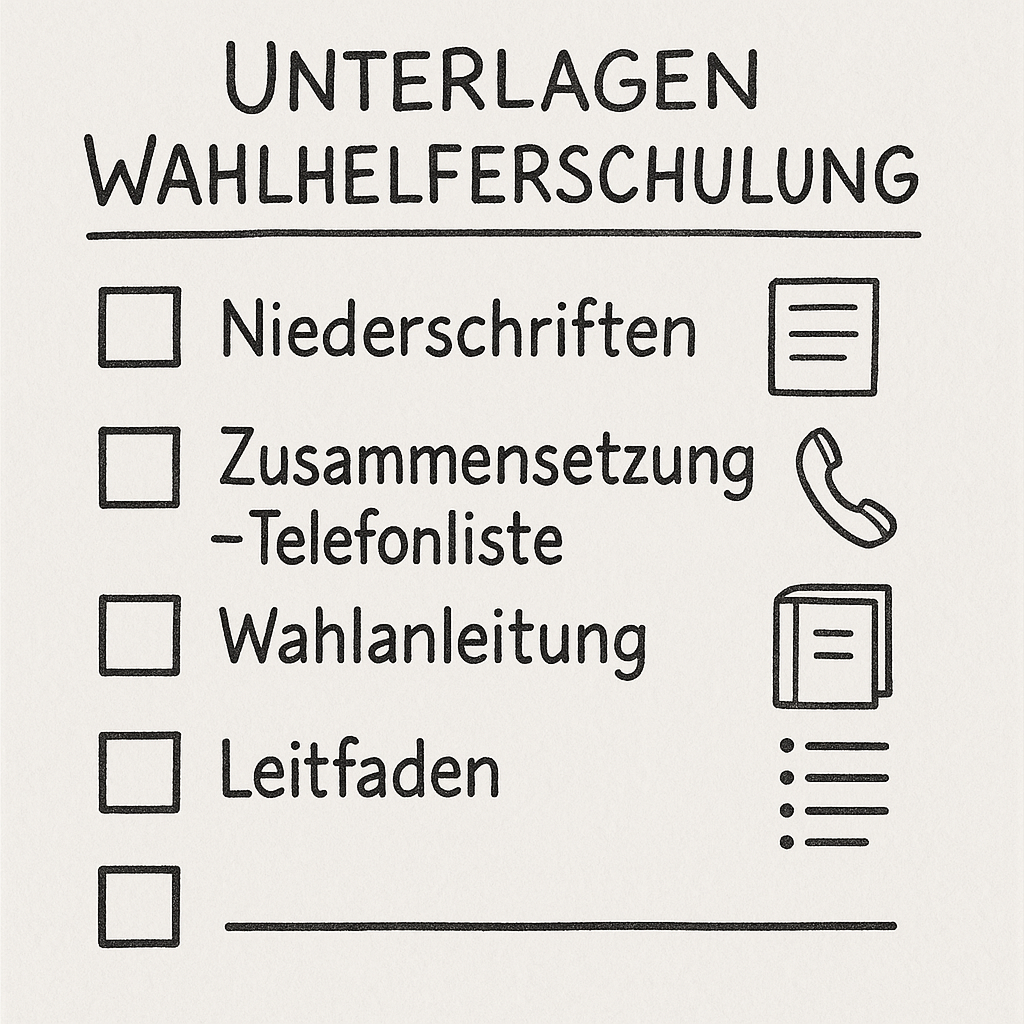 UNTERLAGEN
WAHLHELFERSCHULUNG
Niederschriften
Zusammensetzung
-Telefonliste
Wahlanleitung
Leitfaden